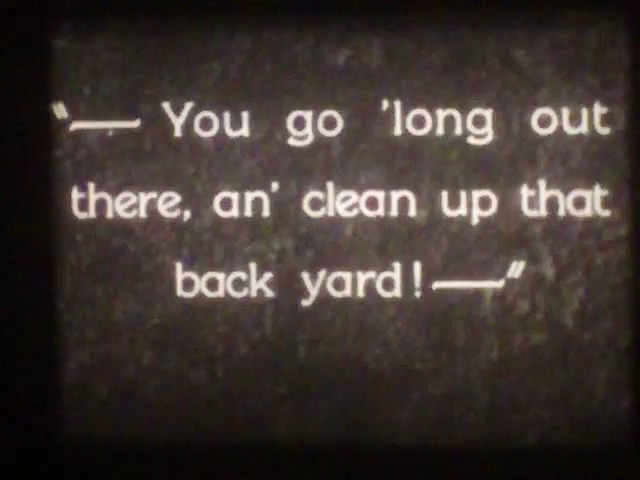 "— You go 'long out
there, an' clean up that
back yard!—"